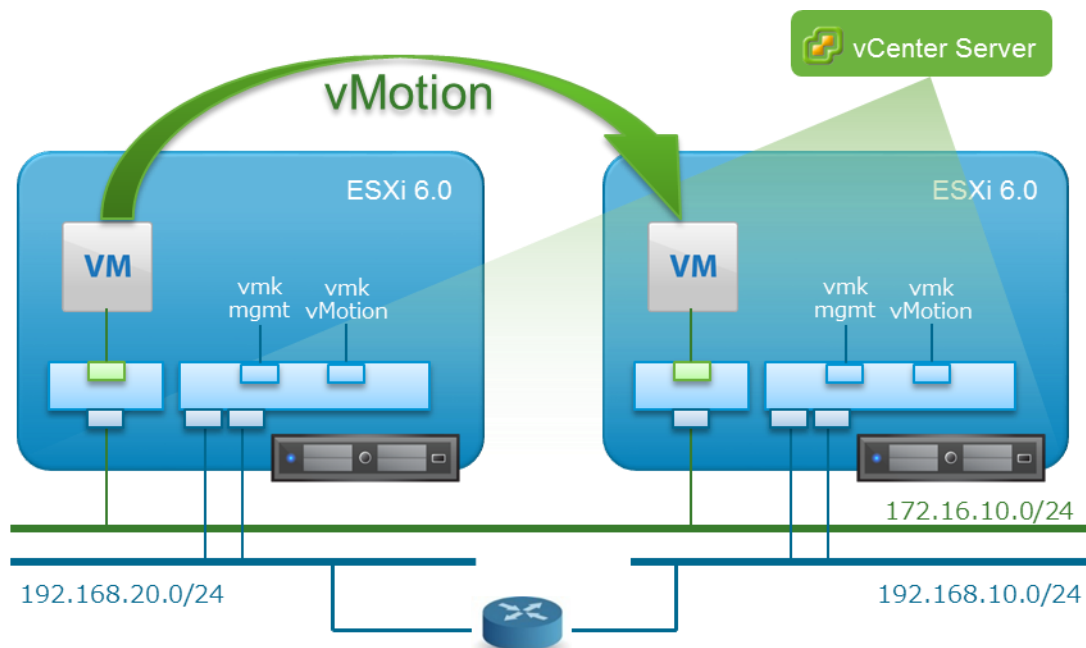 vCenter Server
vMotion
ESXi 6.0
ESXi 6.0
VM
VM
vmk
mgmt
vmk
vMotion
vmk
mgmt
vmk
vMotion
172.16.10.0/24
192.168.20.0/24
192.168.10.0/24